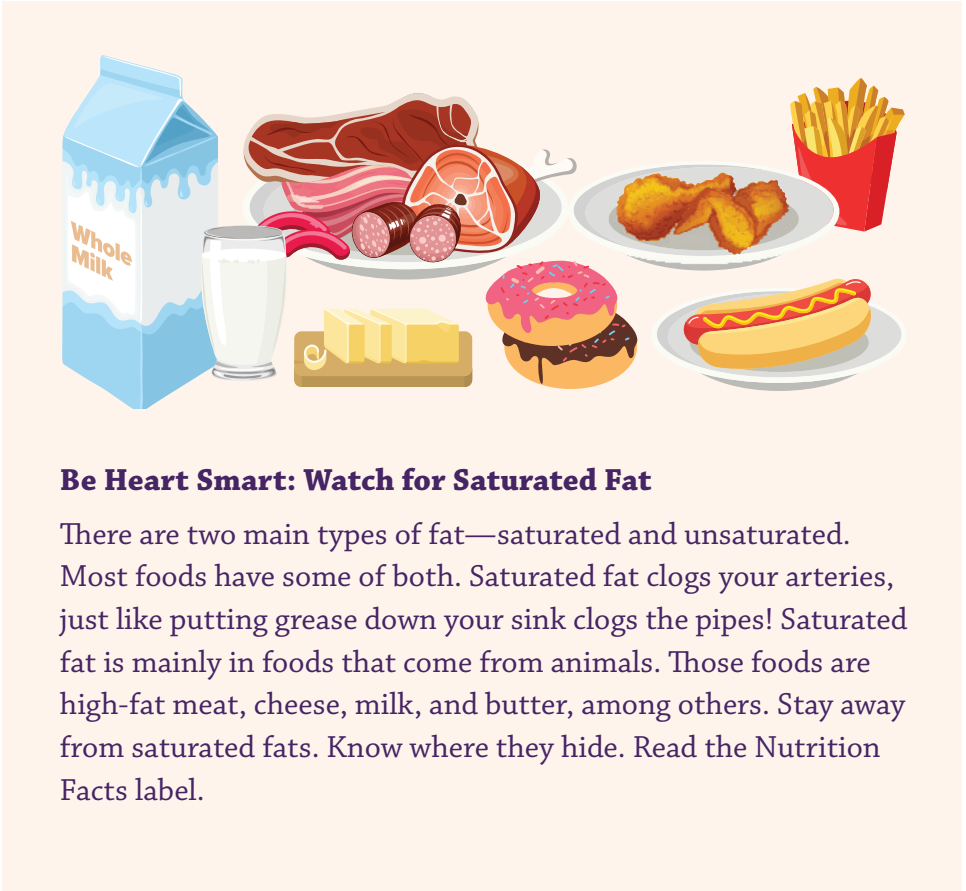 Whole
Milk
Be Heart Smart: Watch for Saturated Fat
There are two main types of fat—saturated and unsaturated.
Most foods have some of both. Saturated fat clogs your arteries,
just like putting grease down your sink clogs the pipes! Saturated
fat is mainly in foods that come from animals. Those foods are
high-fat meat, cheese, milk, and butter, among others. Stay away
from saturated fats. Know where they hide. Read the Nutrition
Facts label.